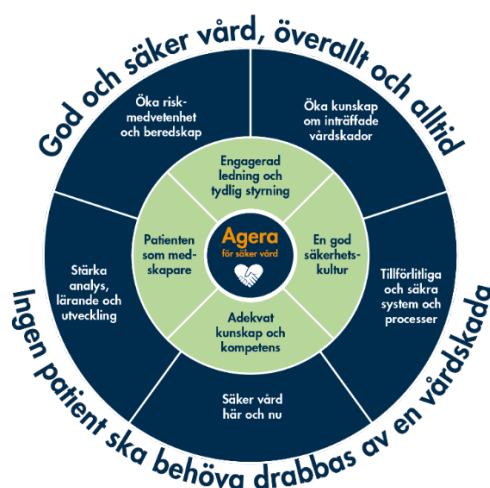 God och säker vård, överallt och alltid
Öka risk-
medvetenhet
och beredskap
Öka kunskap
om inträffade
vårdskador
Engagerad
ledning och
tydlig styrning
Patienten
som med-
skapare
Agera
för säker vård
En god
säkerhets-
kultur
Stärka
analys,
lärande och
utveckling
Tillförlitliga
och säkra
system och
processer
Adekvat
kunskap och
kompetens
Säker vård
här och nu
Ingen patient ska behöva drabbas av en vårdskada